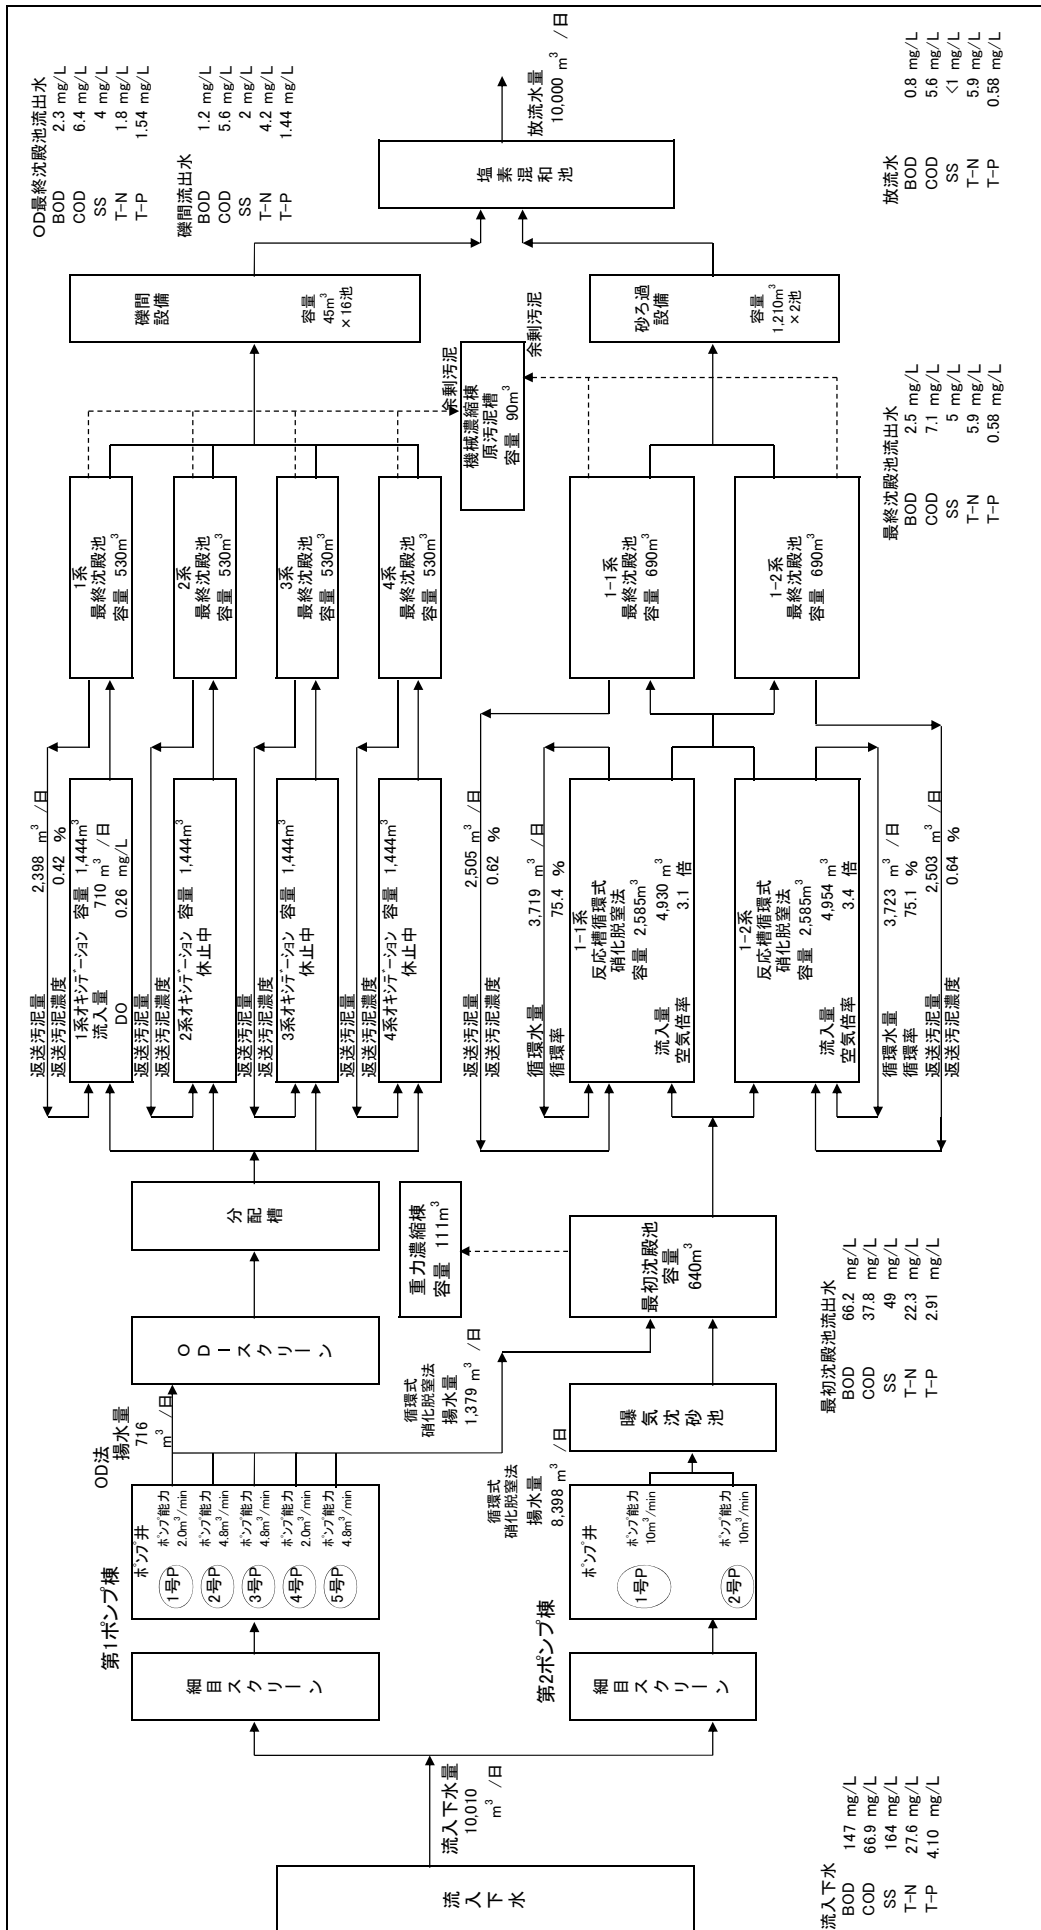 流入下水
流入下水量
10,010
m³ /日
流入下水
BOD 147 mg/L
COD 66.9 mg/L
SS 164 mg/L
T-N 27.6 mg/L
T-P 4.10 mg/L
第1ポンプ棟
細目スクリーン
ポンプ井
1号P
ポンプ能力
2.0m³/min
2号P
ポンプ能力
4.8m³/min
3号P
ポンプ能力
4.8m³/min
4号P
ポンプ能力
2.0m³/min
5号P
ポンプ能力
4.8m³/min
第2ポンプ棟
細目スクリーン
ポンプ井
1号P
ポンプ能力
10m³/min
2号P
ポンプ能力
10m³/min
OD法
揚水量
716
m³ /日
循環式
硝化脱窒法
揚水量
1,379 m³ /日
循環式
硝化脱窒法
揚水量
8,398 m³ /日
ODースクリーン
曝気沈砂池
分配槽
重力濃縮棟
容量 111m³
最初沈殿池
容量
640m³
最初沈殿池流出水
BOD 66.2 mg/L
COD 37.8 mg/L
SS 49 mg/L
T-N 22.3 mg/L
T-P 2.91 mg/L
返送汚泥量 2,398 m³ /日
返送汚泥濃度 0.42 %
1系オキシデーション 容量 1,444m³
流入量 710 m³ /日
DO 0.26 mg/L
返送汚泥量
返送汚泥濃度
2系オキシデーション 容量 1,444m³
休止中
返送汚泥量
返送汚泥濃度
3系オキシデーション 容量 1,444m³
休止中
返送汚泥量
返送汚泥濃度
4系オキシデーション 容量 1,444m³
休止中
返送汚泥量 2,505 m³ /日
返送汚泥濃度 0.62 %
循環水量 3,719 m³ /日
循環率 75.4 %
1-1系
反応槽循環式
硝化脱窒法
容量 2,585m³
流入量 4,930 m³
空気倍率 3.1 倍
1-2系
反応槽循環式
硝化脱窒法
容量 2,585m³
流入量 4,954 m³
空気倍率 3.4 倍
循環水量 3,723 m³ /日
循環率 75.1 %
返送汚泥量 2,503 m³ /日
返送汚泥濃度 0.64 %
1系
最終沈殿池
容量 530m³
2系
最終沈殿池
容量 530m³
3系
最終沈殿池
容量 530m³
4系
最終沈殿池
容量 530m³
1-1系
最終沈殿池
容量 690m³
1-2系
最終沈殿池
容量 690m³
最終沈殿池流出水
BOD 2.5 mg/L
COD 7.1 mg/L
SS 5 mg/L
T-N 5.9 mg/L
T-P 0.58 mg/L
余剰汚泥
機械濃縮棟
原汚泥槽
容量 90m³
余剰汚泥
礫間
設備
容量
45m³
×16池
砂ろ過
設備
容量
1,210m³
×2池
OD最終沈殿池流出水
BOD 2.3 mg/L
COD 6.4 mg/L
SS 4 mg/L
T-N 1.8 mg/L
T-P 1.54 mg/L
礫間流出水
BOD 1.2 mg/L
COD 5.6 mg/L
SS 2 mg/L
T-N 4.2 mg/L
T-P 1.44 mg/L
塩素混和池
放流水量
10,000 m³ /日
放流水
BOD 0.8 mg/L
COD 5.6 mg/L
SS <1 mg/L
T-N 5.9 mg/L
T-P 0.58 mg/L